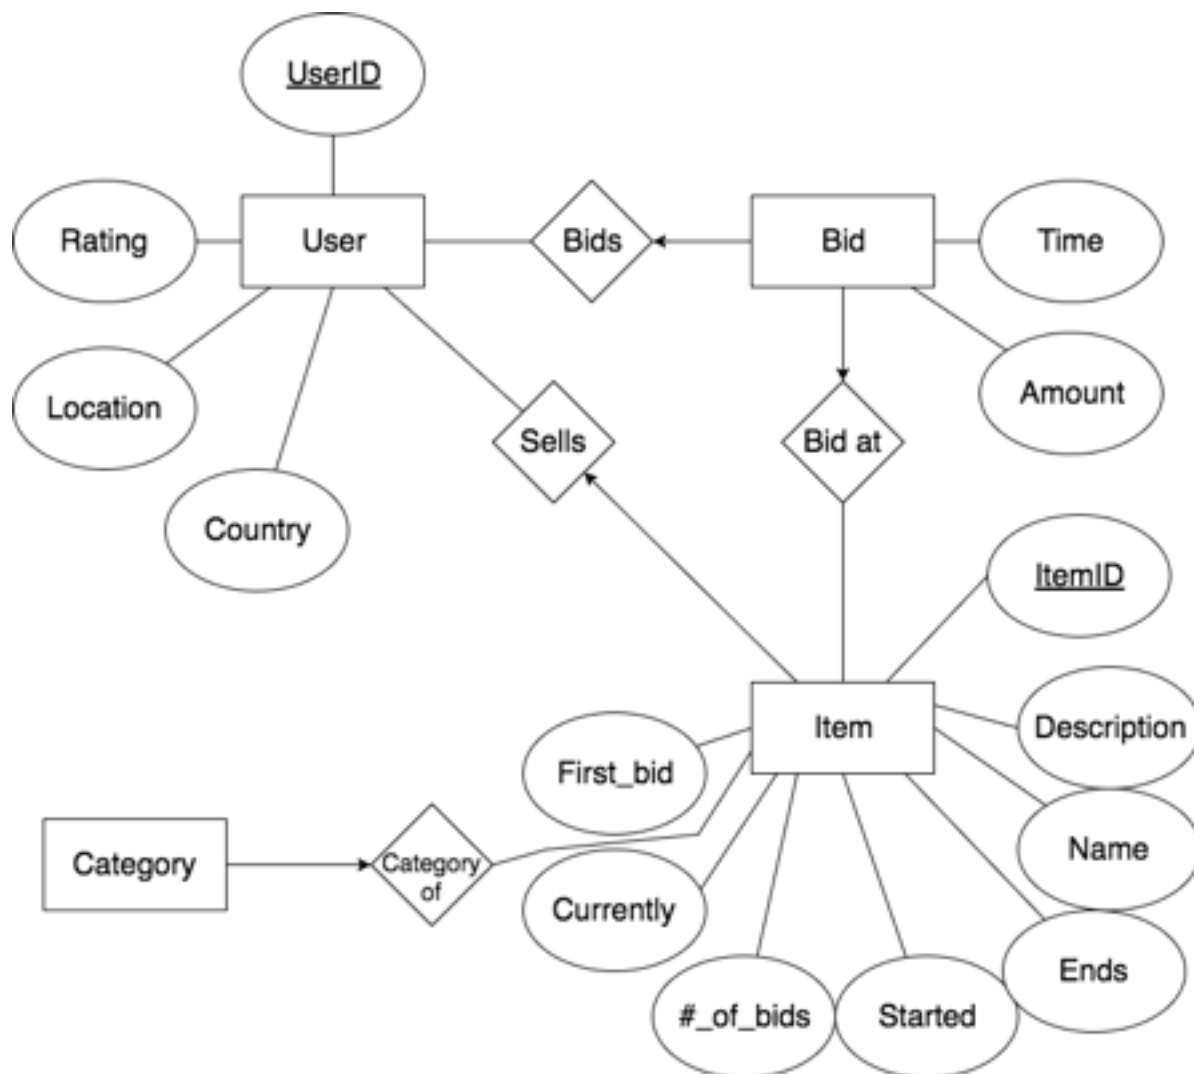 UserID
Rating
User
Bids
Bid
Time
Location
Sells
Bid at
Amount
Country
ItemID
First_bid
Item
Description
Category
Category
of
Currently
Name
#_of_bids
Started
Ends